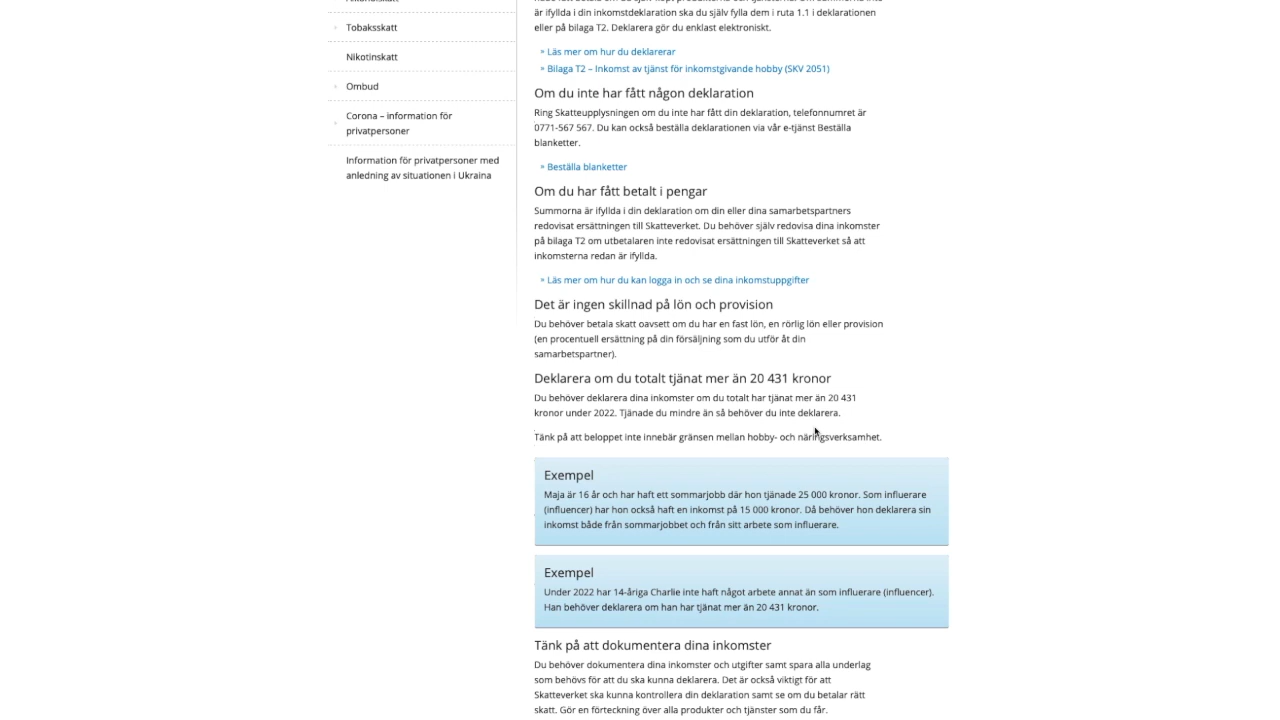 Tobaksskatt
Nikotinskatt
Ombud
Corona – information för
privatpersoner
Information för privatpersoner med
anledning av situationen i Ukraina
är ifyllda i din inkomstdeklaration ska du själv fylla dem i ruta 1.1 i deklarationen
eller på bilaga T2. Deklarera gör du enklast elektroniskt.
» Läs mer om hur du deklarerar
» Bilaga T2 – Inkomst av tjänst för inkomstgivande hobby (SKV 2051)
Om du inte har fått någon deklaration
Ring Skatteupplysningen om du inte har fått din deklaration, telefonnumret är
0771-567 567. Du kan också beställa deklarationen via vår e-tjänst Beställa
blanketter.
» Beställa blanketter
Om du har fått betalt i pengar
Summorna är ifyllda i din deklaration om din eller dina samarbetspartners
redovisat ersättningen till Skatteverket. Du behöver själv redovisa dina inkomster
på bilaga T2 om utbetalaren inte redovisat ersättningen till Skatteverket så att
inkomsterna redan är ifyllda.
» Läs mer om hur du kan logga in och se dina inkomstuppgifter
Det är ingen skillnad på lön och provision
Du behöver betala skatt oavsett om du har en fast lön, en rörlig lön eller provision
(en procentuell ersättning på din försäljning som du utför åt din
samarbetspartner).
Deklarera om du totalt tjänat mer än 20 431 kronor
Du behöver deklarera dina inkomster om du totalt har tjänat mer än 20 431
kronor under 2022. Tjänade du mindre än så behöver du inte deklarera.
Tänk på att beloppet inte innebär gränsen mellan hobby- och näringsverksamhet.
Exempel
Maja är 16 år och har haft ett sommarjobb där hon tjänade 25 000 kronor. Som influerare
(influencer) har hon också haft en inkomst på 15 000 kronor. Då behöver hon deklarera sin
inkomst både från sommarjobbet och från sitt arbete som influerare.
Exempel
Under 2022 har 14-åriga Charlie inte haft något arbete annat än som influerare (influencer).
Han behöver deklarera om han har tjänat mer än 20 431 kronor.
Tänk på att dokumentera dina inkomster
Du behöver dokumentera dina inkomster och utgifter samt spara alla underlag
som behövs för att du ska kunna deklarera. Det är också viktigt för att
Skatteverket ska kunna kontrollera din deklaration samt se om du betalar rätt
skatt. Gör en förteckning över alla produkter och tjänster som du får.